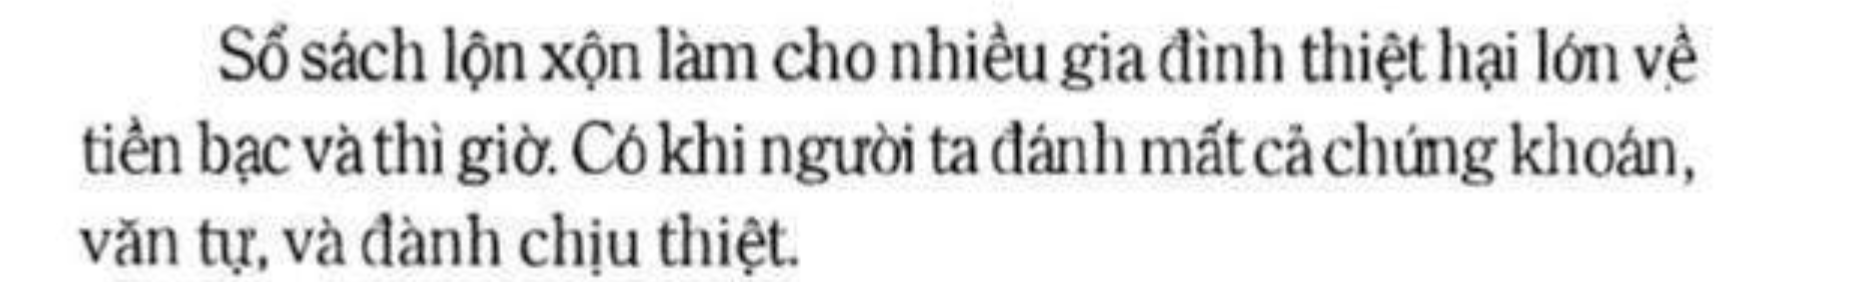 Sổ sách lộn xộn làm cho nhiều gia đình thiệt hại lớn về
tiền bạc và thì giờ. Có khi người ta đánh mất cả chứng khoán,
văn tự, và đành chịu thiệt.